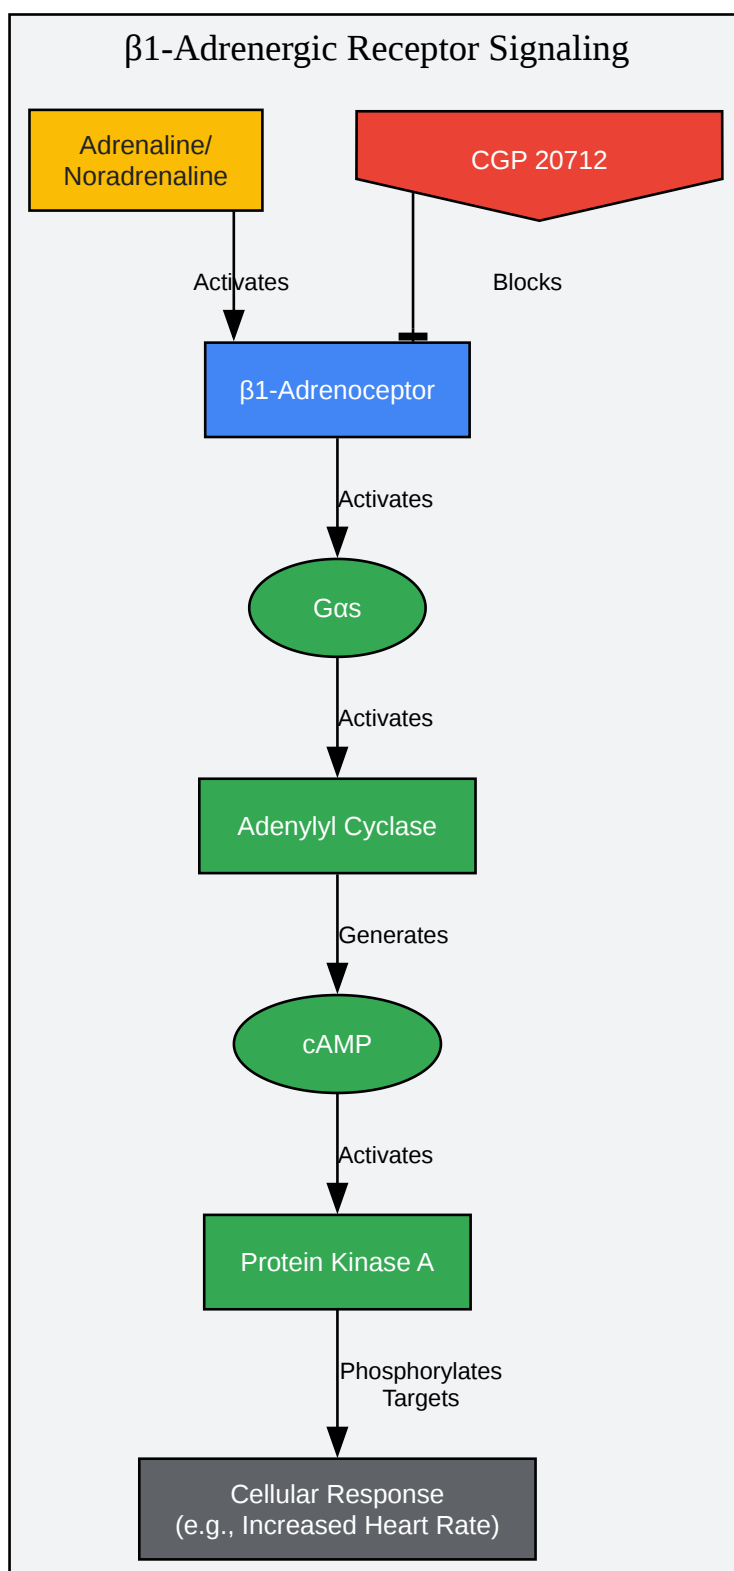 β1-Adrenergic Receptor Signaling
Adrenaline/
Noradrenaline
CGP 20712
Activates
Blocks
β1-Adrenoceptor
Activates
Gαs
Activates
Adenylyl Cyclase
Generates
cAMP
Activates
Protein Kinase A
Phosphorylates
Targets
Cellular Response
(e.g., Increased Heart Rate)